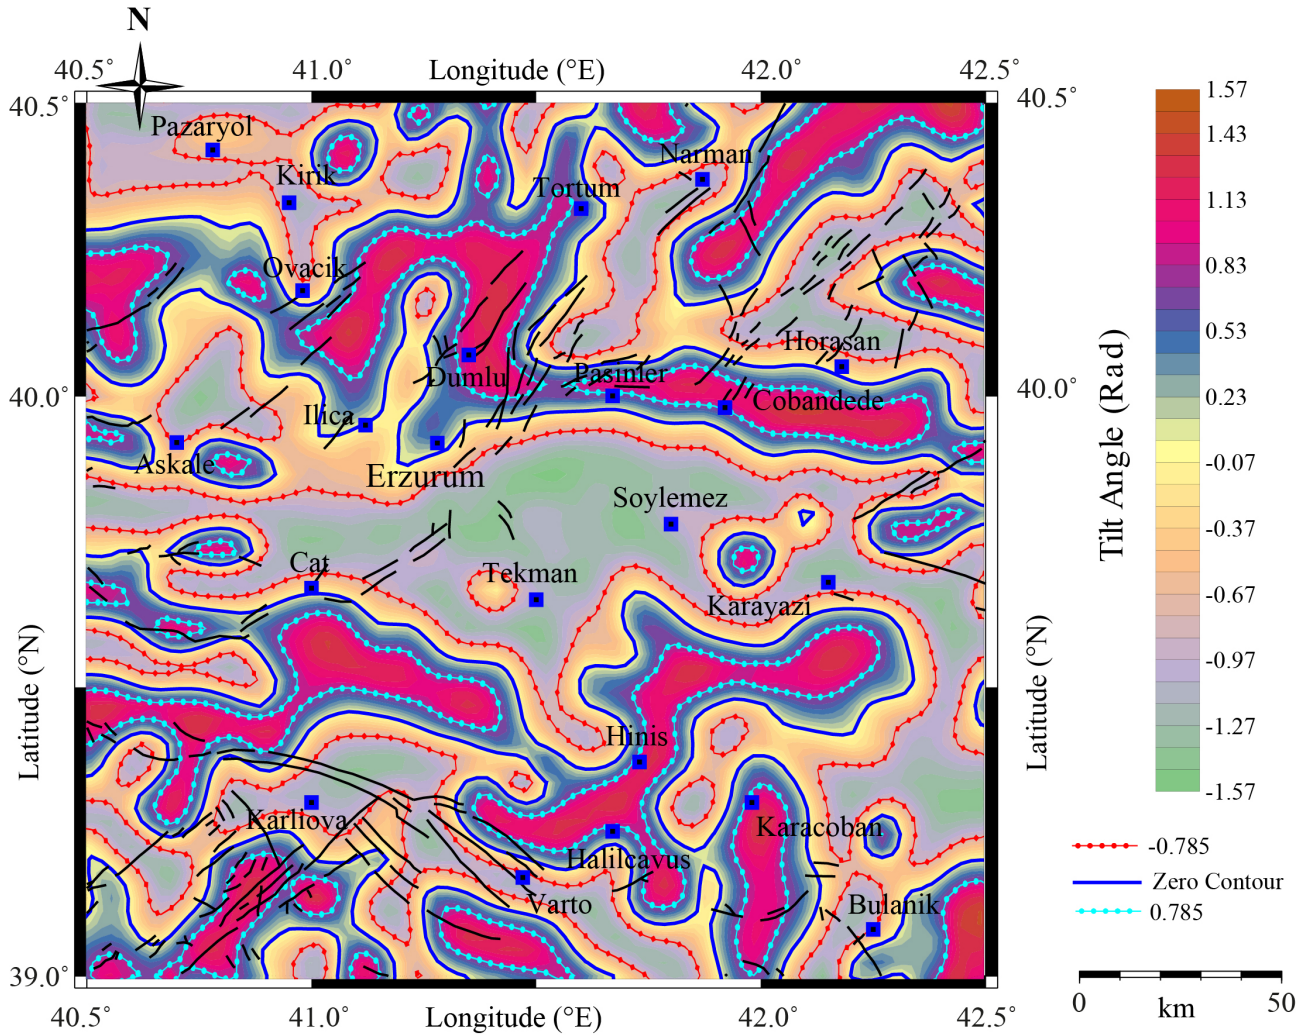 N
40.5°
41.0°
Longitude (°E)
42.0°
42.5°
40.5°
40.5°
1.57
Pazaryol
1.43
Narman
Kirik
Tortum
1.13
Ovacik
0.83
Horasan
0.53
Dumlu
Pasinler
40.0°
40.0°
Cobandede
0.23
Ilica
Askale
Erzurum
-0.07
Soylemez
-0.37
Cat
Tekman
Karayazi
-0.67
-0.97
Hinis
-1.27
-1.57
Karliova
Karacoban
Halilcavus
Varto
Bulanik
39.0°
Latitude (°N)
Latitude (°N)
Tilt Angle (Rad)
-0.785
Zero Contour
0.785
40.5°
41.0°
Longitude (°E)
42.0°
42.5°
0
km
50